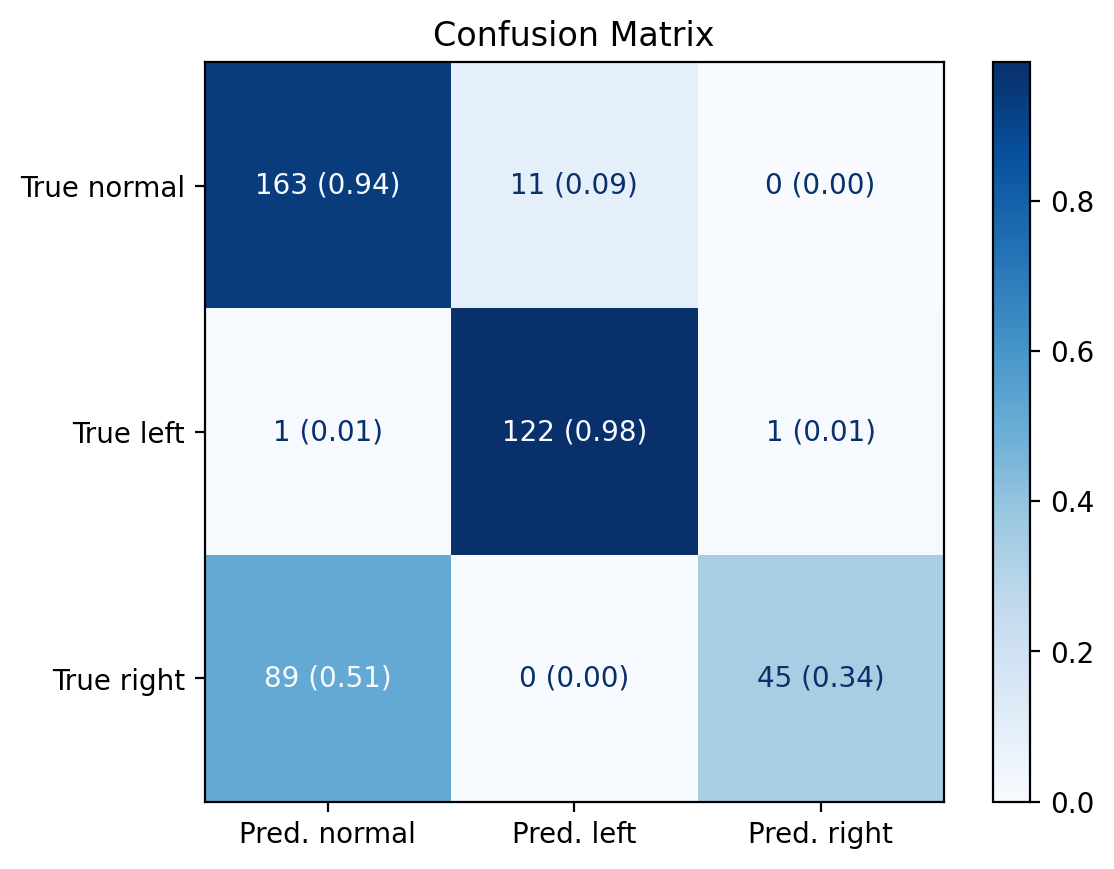 Confusion Matrix
True normal
163 (0.94)
11 (0.09)
0 (0.00)
0.8
True left
1 (0.01)
122 (0.98)
1 (0.01)
0.6
0.4
True right
89 (0.51)
0 (0.00)
45 (0.34)
0.2
0.0
Pred. normal
Pred. left
Pred. right